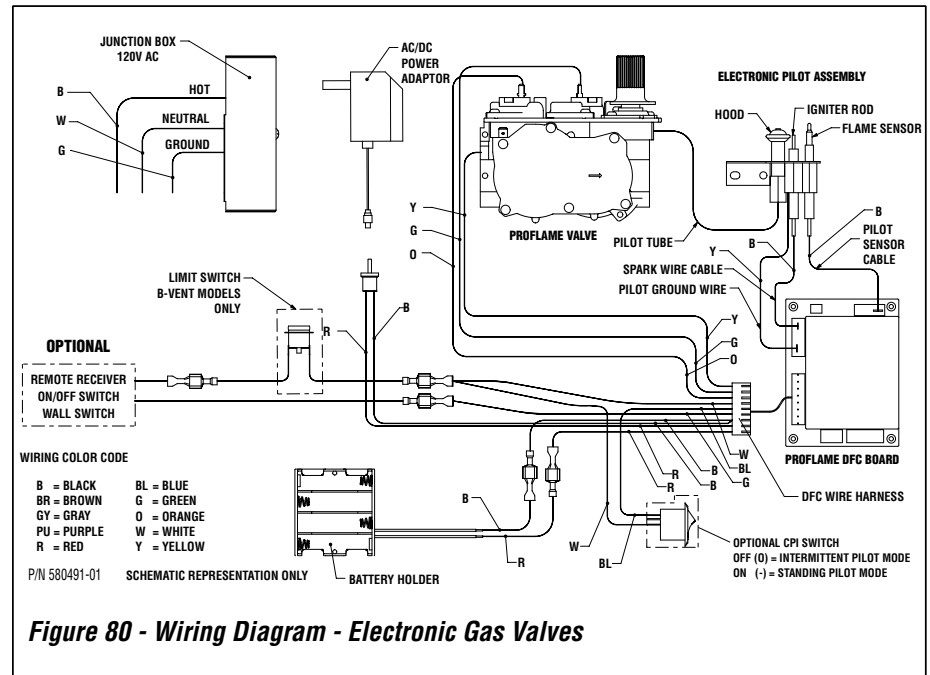 JUNCTION BOX
120V AC
HOT
NEUTRAL
GROUND
B
W
G
AC/DC
POWER
ADAPTOR
ELECTRONIC PILOT ASSEMBLY
HOOD
IGNITER ROD
FLAME SENSOR
Y
G
O
PROFLAME VALVE
PILOT TUBE
B
PILOT
SENSOR
CABLE
B
Y
SPARK WIRE CABLE
PILOT GROUND WIRE
LIMIT SWITCH
B-VENT MODELS
ONLY
R
B
Y
G
O
OPTIONAL
REMOTE RECEIVER
ON/OFF SWITCH
WALL SWITCH
W
BL
G
B
B
R
R
PROFLAME DFC BOARD
DFC WIRE HARNESS
WIRING COLOR CODE
B = BLACK
BR = BROWN
GY = GRAY
PU = PURPLE
R = RED
BL = BLUE
G = GREEN
O = ORANGE
W = WHITE
Y = YELLOW
B
R
W
BL
OPTIONAL CPI SWITCH
OFF (O) = INTERMITTENT PILOT MODE
ON (-) = STANDING PILOT MODE
P/N 580491-01
SCHEMATIC REPRESENTATION ONLY
BATTERY HOLDER
Figure 80 - Wiring Diagram - Electronic Gas Valves